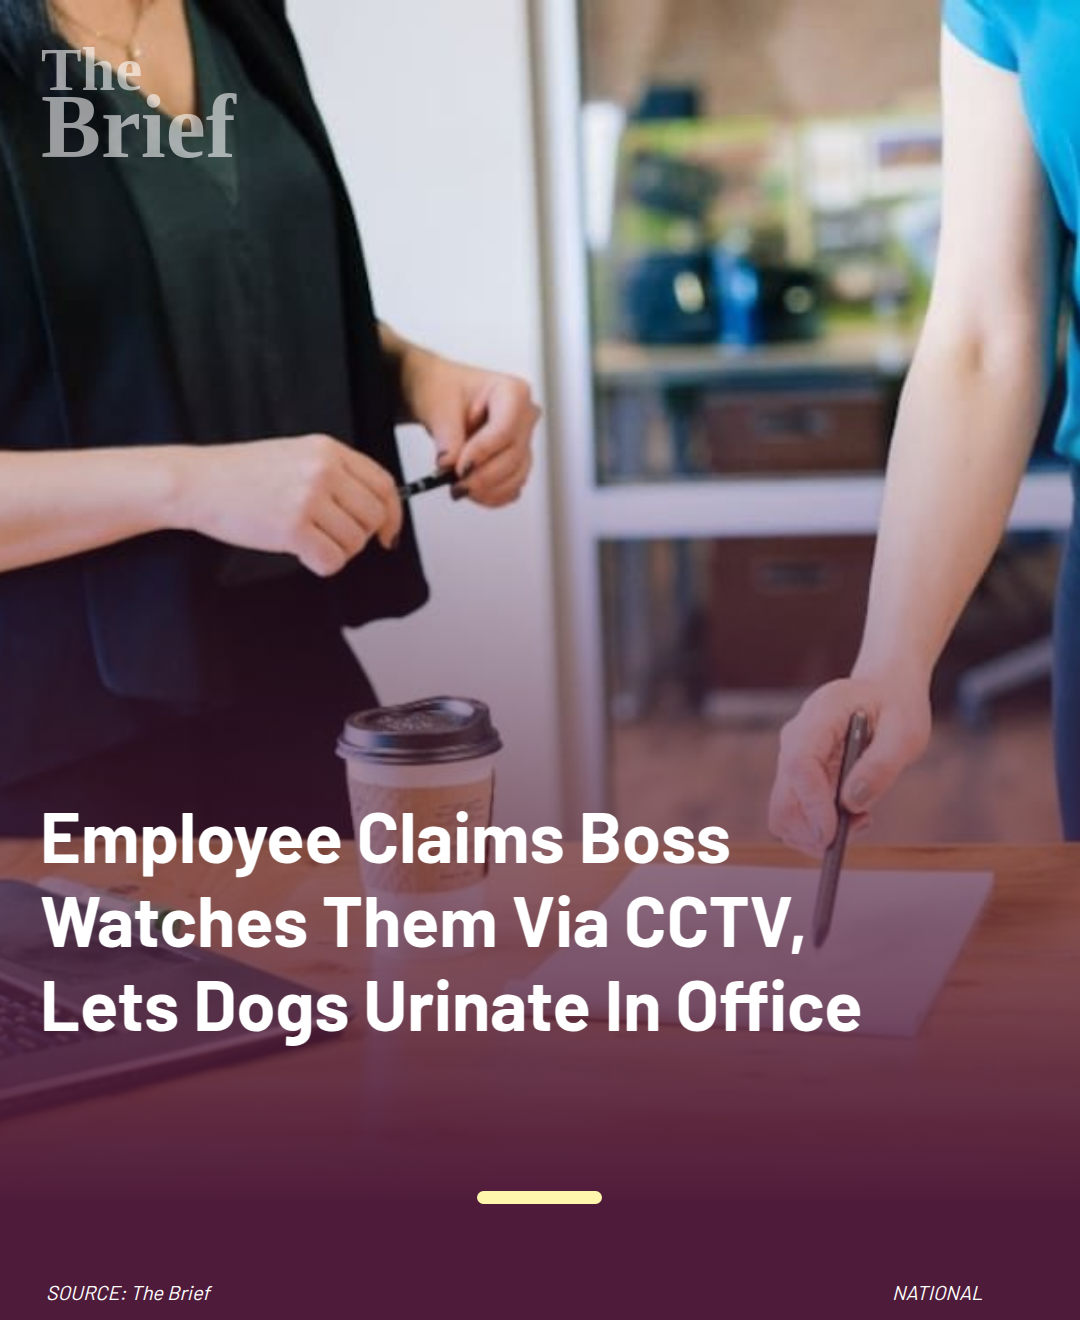 The
Brief
Employee Claims Boss
Watches Them Via CCTV,
Lets Dogs Urinate In Office
SOURCE: The Brief
NATIONAL